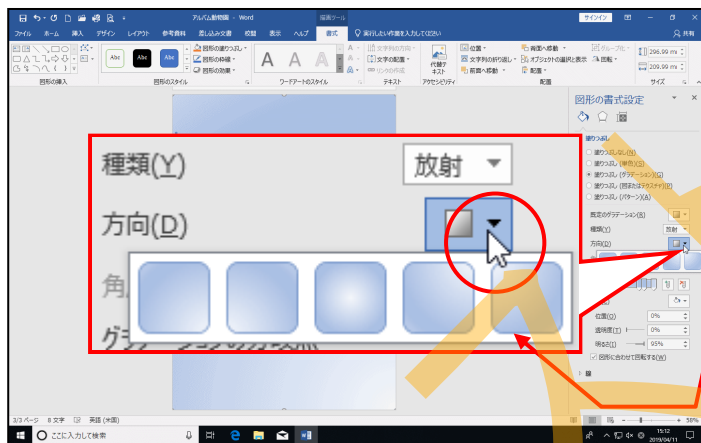 アルバム動物園 - Word
描画ツール
サインイン
ファイル ホーム 挿入 デザイン レイアウト 参考資料 差し込み文書 校閲 表示 ヘルプ 書式 実行したい作業を入力してください 共有
Abc Abc Abc
図形の塗りつぶし
図形の枠線
図形の効果
A A A
文字列の方向
文字の配置
リンクの作成
代替テキスト
位置
文字列の折り返し
前面へ移動
背面へ移動
オブジェクトの選択と表示
配置
グループ化
回転
296.99 mm
209.99 mm
図形の挿入 図形のスタイル ワードアートのスタイル テキスト アクセシビリティ 配置 サイズ
図形の書式設定
塗りつぶし
塗りつぶしなし(N)
塗りつぶし (単色)(S)
塗りつぶし (グラデーション)(G)
塗りつぶし (図またはテクスチャ)(P)
塗りつぶし (パターン)(A)
既定のグラデーション(R)
種類(Y) 放射
方向(D)
位置(O) 0%
透明度(T) 0%
明るさ(I) 95%
図形に合わせて回転する(W)
線
種類(Y) 放射
方向(D)
角
3/3 ページ 8 文字 英語 (米国) 50%
ここに入力して検索
15:12
2019/04/11